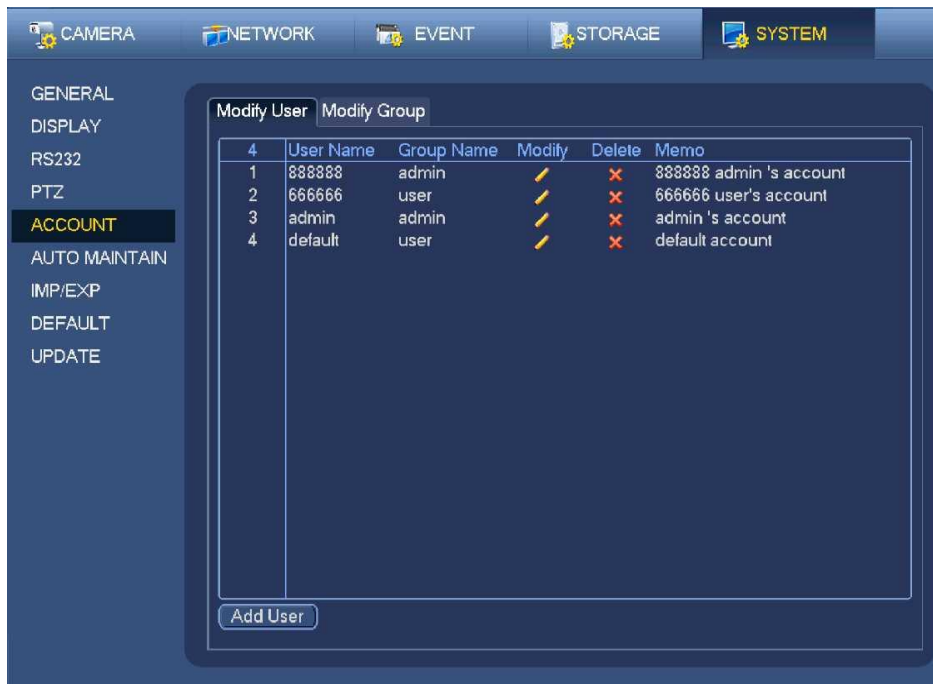 CAMERA NETWORK EVENT STORAGE SYSTEM
GENERAL
DISPLAY
RS232
PTZ
ACCOUNT
AUTO MAINTAIN
IMP/EXP
DEFAULT
UPDATE
Modify User Modify Group
4 User Name Group Name Modify Delete Memo
1 888888 admin 888888 admin 's account
2 666666 user 666666 user's account
3 admin admin admin 's account
4 default user default account
Add User